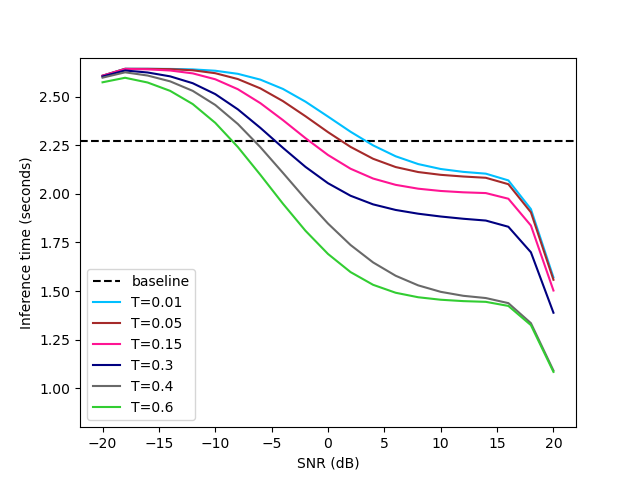 2.50
2.25
2.00
1.75
1.50
1.25
1.00
Inference time (seconds)
baseline
T=0.01
T=0.05
T=0.15
T=0.3
T=0.4
T=0.6
−20 −15 −10 −5 0 5 10 15 20
SNR (dB)